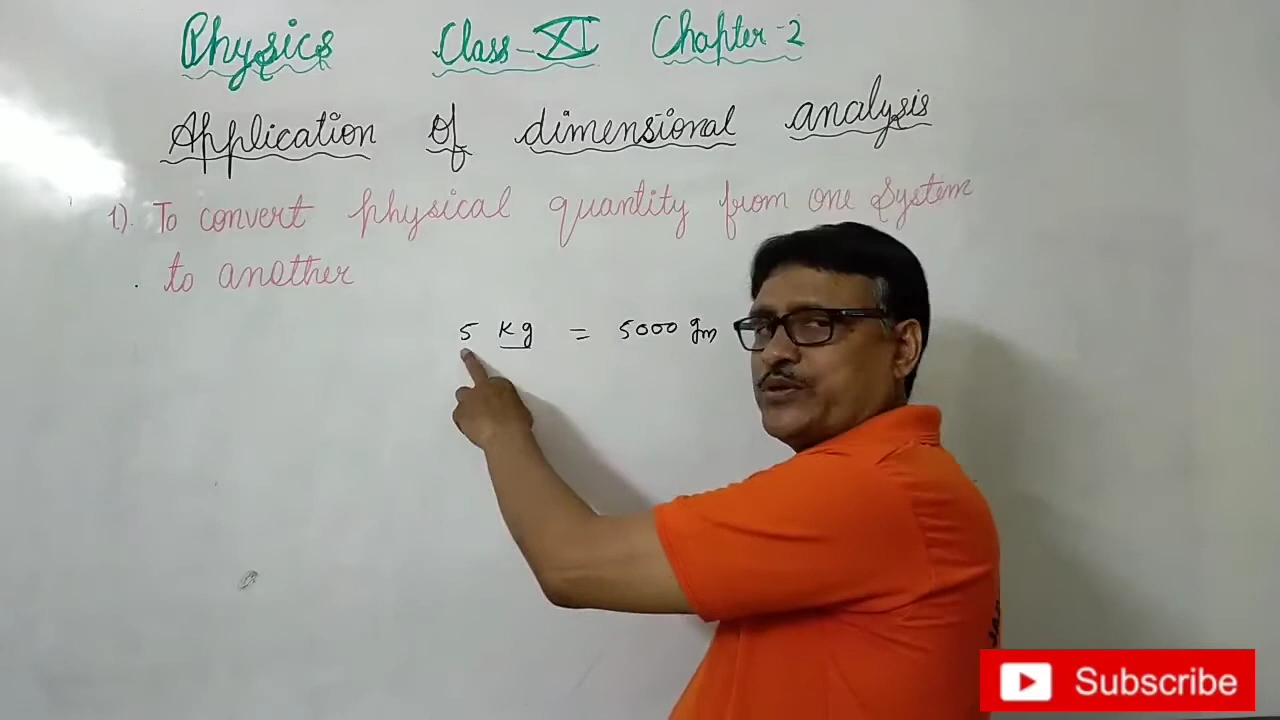 Physics Class-XI Chapter-2
Application of dimensional analysis
1). To convert physical quantity from one system
to another
5 Kg = 5000 gm
Subscribe